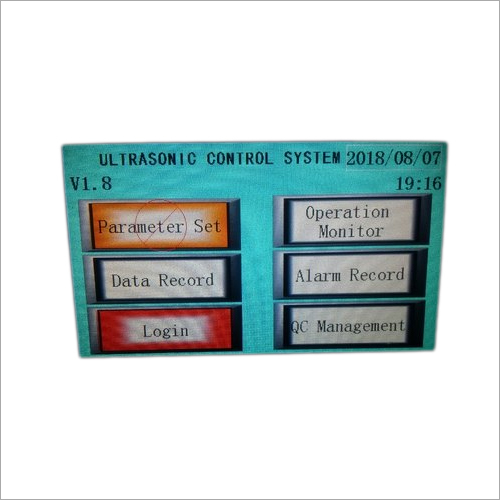 ULTRASONIC CONTROL SYSTEM 2018/08/07
V1.8 19:16
Parameter Set
Operation
Monitor
Data Record
Alarm Record
Login
QC Management